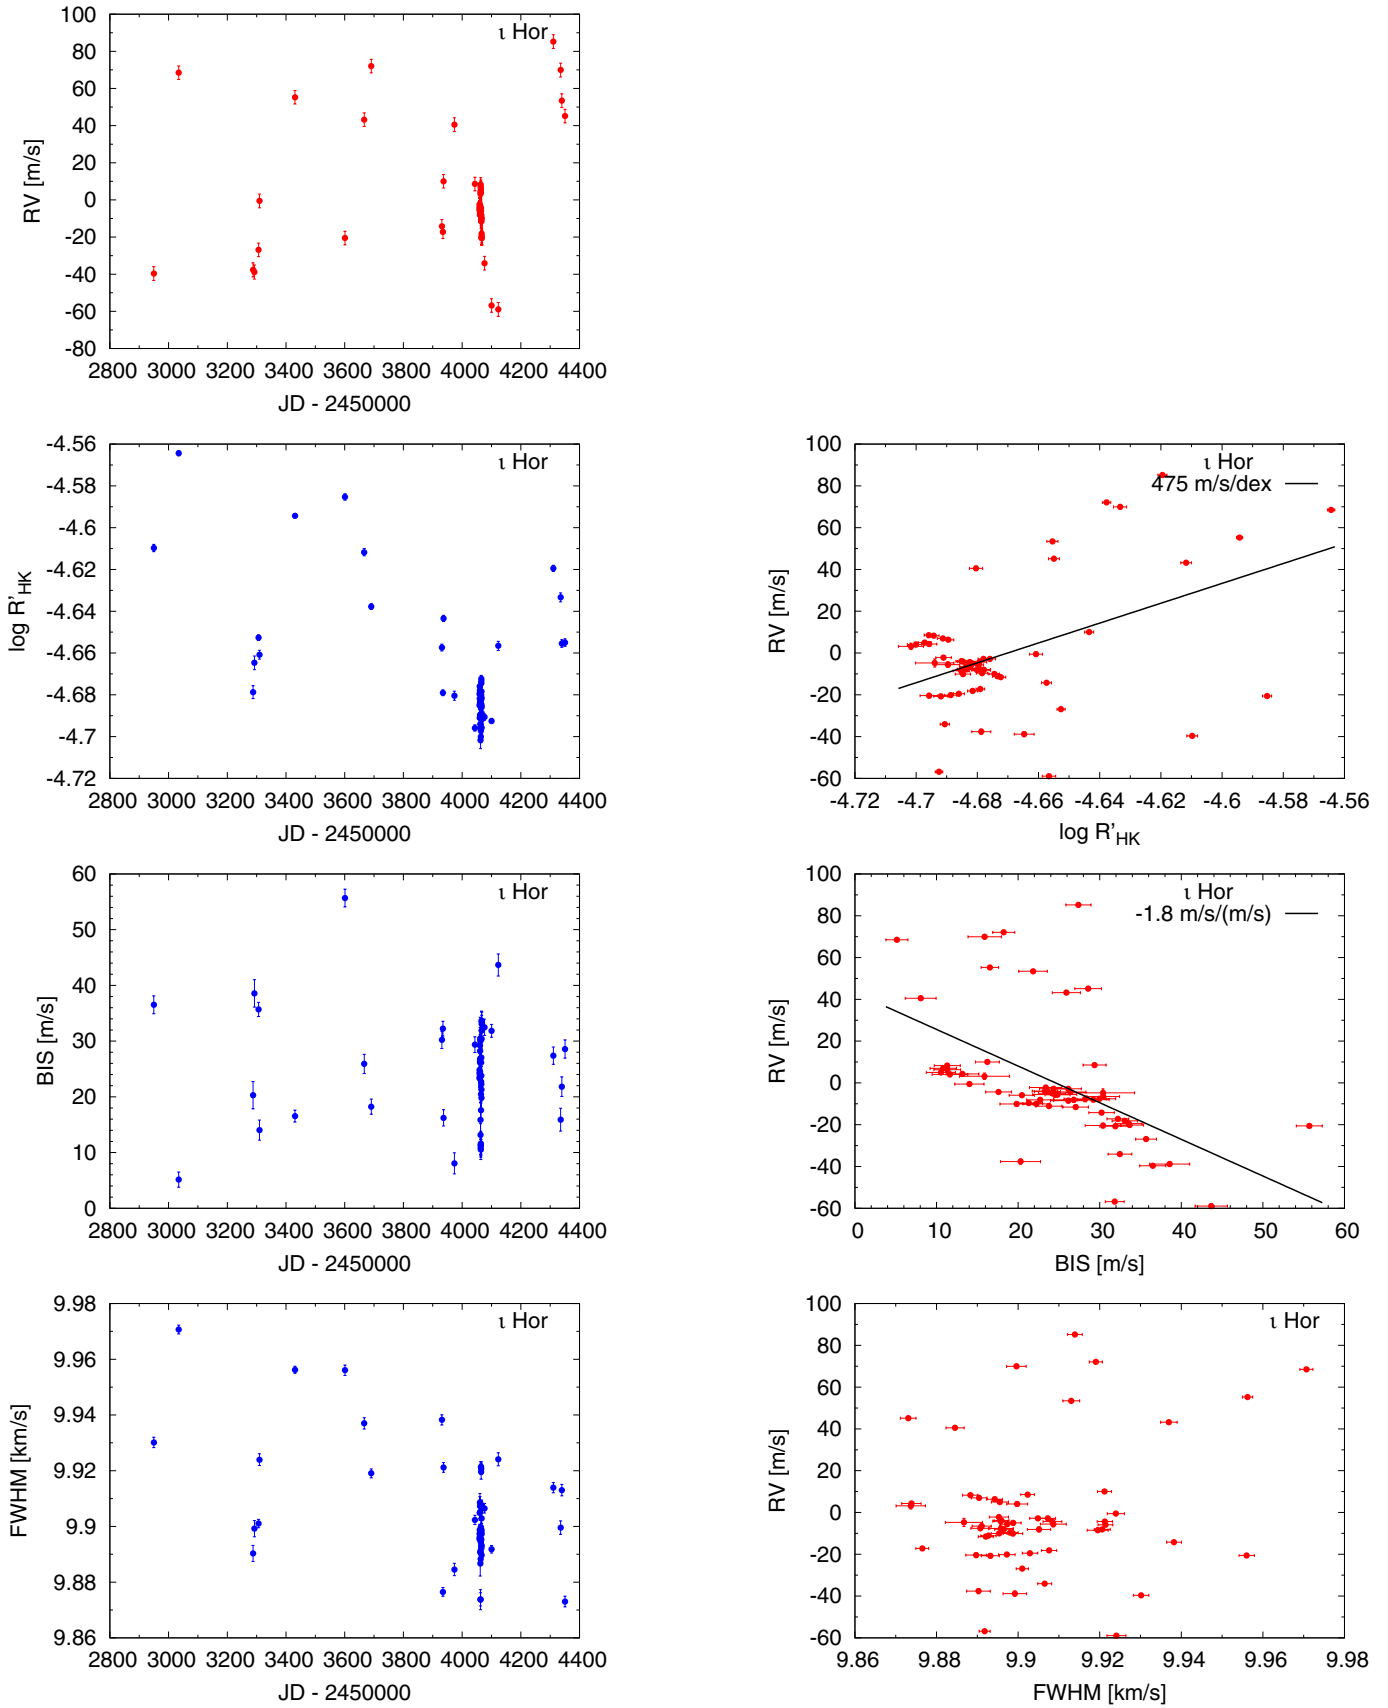 100
80
60
40
20
0
-20
-40
-60
-80
RV [m/s]
ι Hor
2800 3000 3200 3400 3600 3800 4000 4200 4400
JD - 2450000
-4.56
-4.58
-4.6
-4.62
-4.64
-4.66
-4.68
-4.7
-4.72
log R'HK
ι Hor
2800 3000 3200 3400 3600 3800 4000 4200 4400
JD - 2450000
100
80
60
40
20
0
-20
-40
-60
RV [m/s]
ι Hor
475 m/s/dex
-4.72 -4.7 -4.68 -4.66 -4.64 -4.62 -4.6 -4.58 -4.56
log R'HK
60
50
40
30
20
10
0
BIS [m/s]
ι Hor
2800 3000 3200 3400 3600 3800 4000 4200 4400
JD - 2450000
100
80
60
40
20
0
-20
-40
-60
RV [m/s]
ι Hor
-1.8 m/s/(m/s)
0 10 20 30 40 50 60
BIS [m/s]
9.98
9.96
9.94
9.92
9.9
9.88
9.86
FWHM [km/s]
ι Hor
2800 3000 3200 3400 3600 3800 4000 4200 4400
JD - 2450000
100
80
60
40
20
0
-20
-40
-60
RV [m/s]
ι Hor
9.86 9.88 9.9 9.92 9.94 9.96 9.98
FWHM [km/s]